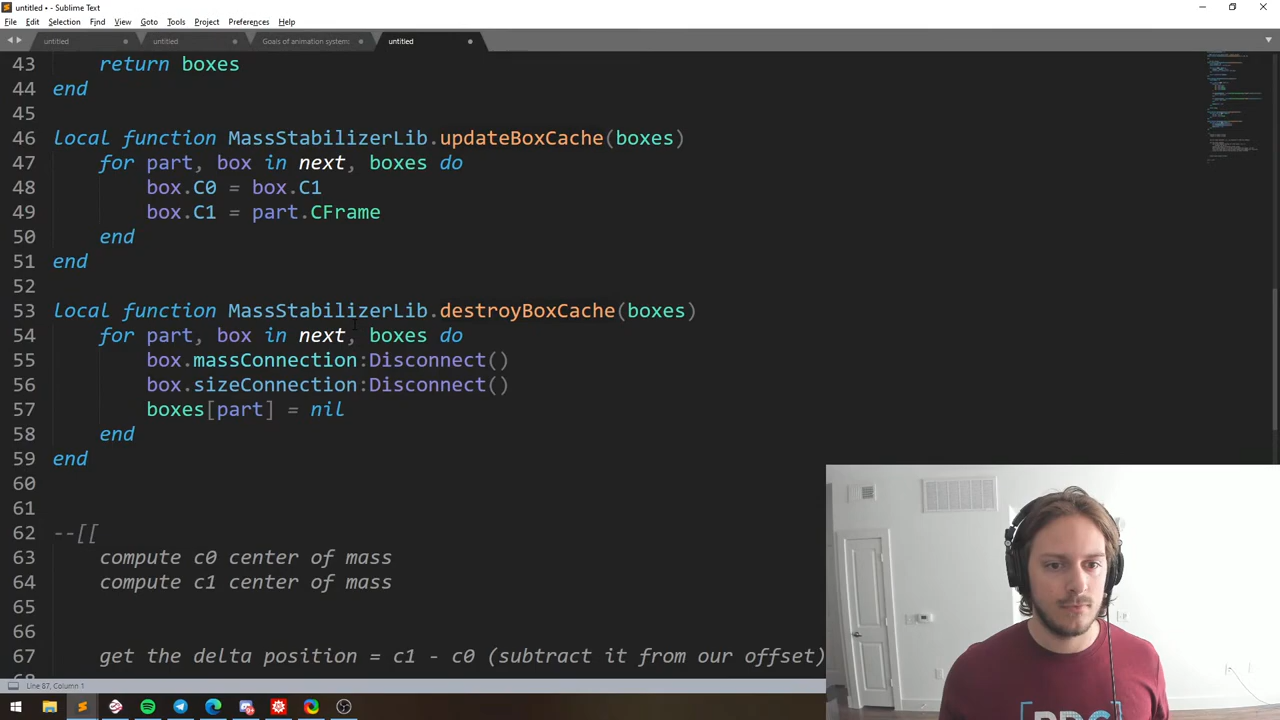 untitled • - Sublime Text
File Edit Selection Find View Goto Tools Project Preferences Help
untitled untitled Goals of animation system: untitled
43 return boxes
44 end
45
46 local function MassStabilizerLib.updateBoxCache(boxes)
47 for part, box in next, boxes do
48 box.C0 = box.C1
49 box.C1 = part.CFrame
50 end
51 end
52
53 local function MassStabilizerLib.destroyBoxCache(boxes)
54 for part, box in next, boxes do
55 box.massConnection:Disconnect()
56 box.sizeConnection:Disconnect()
57 boxes[part] = nil
58 end
59 end
60
61
62 --[[
63 compute c0 center of mass
64 compute c1 center of mass
65
66
67 get the delta position = c1 - c0 (subtract it from our offset)
Line 87, Column 1